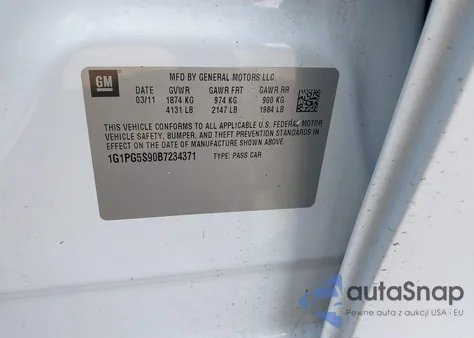 GM
MFD BY GENERAL MOTORS LLC
DATE GVWR GAWR FRT GAWR RR
03/11 1874 KG 974 KG 900 KG
4131 LB 2147 LB 1984 LB
THIS VEHICLE CONFORMS TO ALL APPLICABLE U.S. FEDERAL MOTOR
VEHICLE SAFETY, BUMPER, AND THEFT PREVENTION STANDARDS IN
EFFECT ON THE DATE OF MANUFACTURE SHOWN ABOVE.
1G1PG5S90B7234371 TYPE: PASS CAR
autaSnap
Pewne auta z aukcji USA i EU